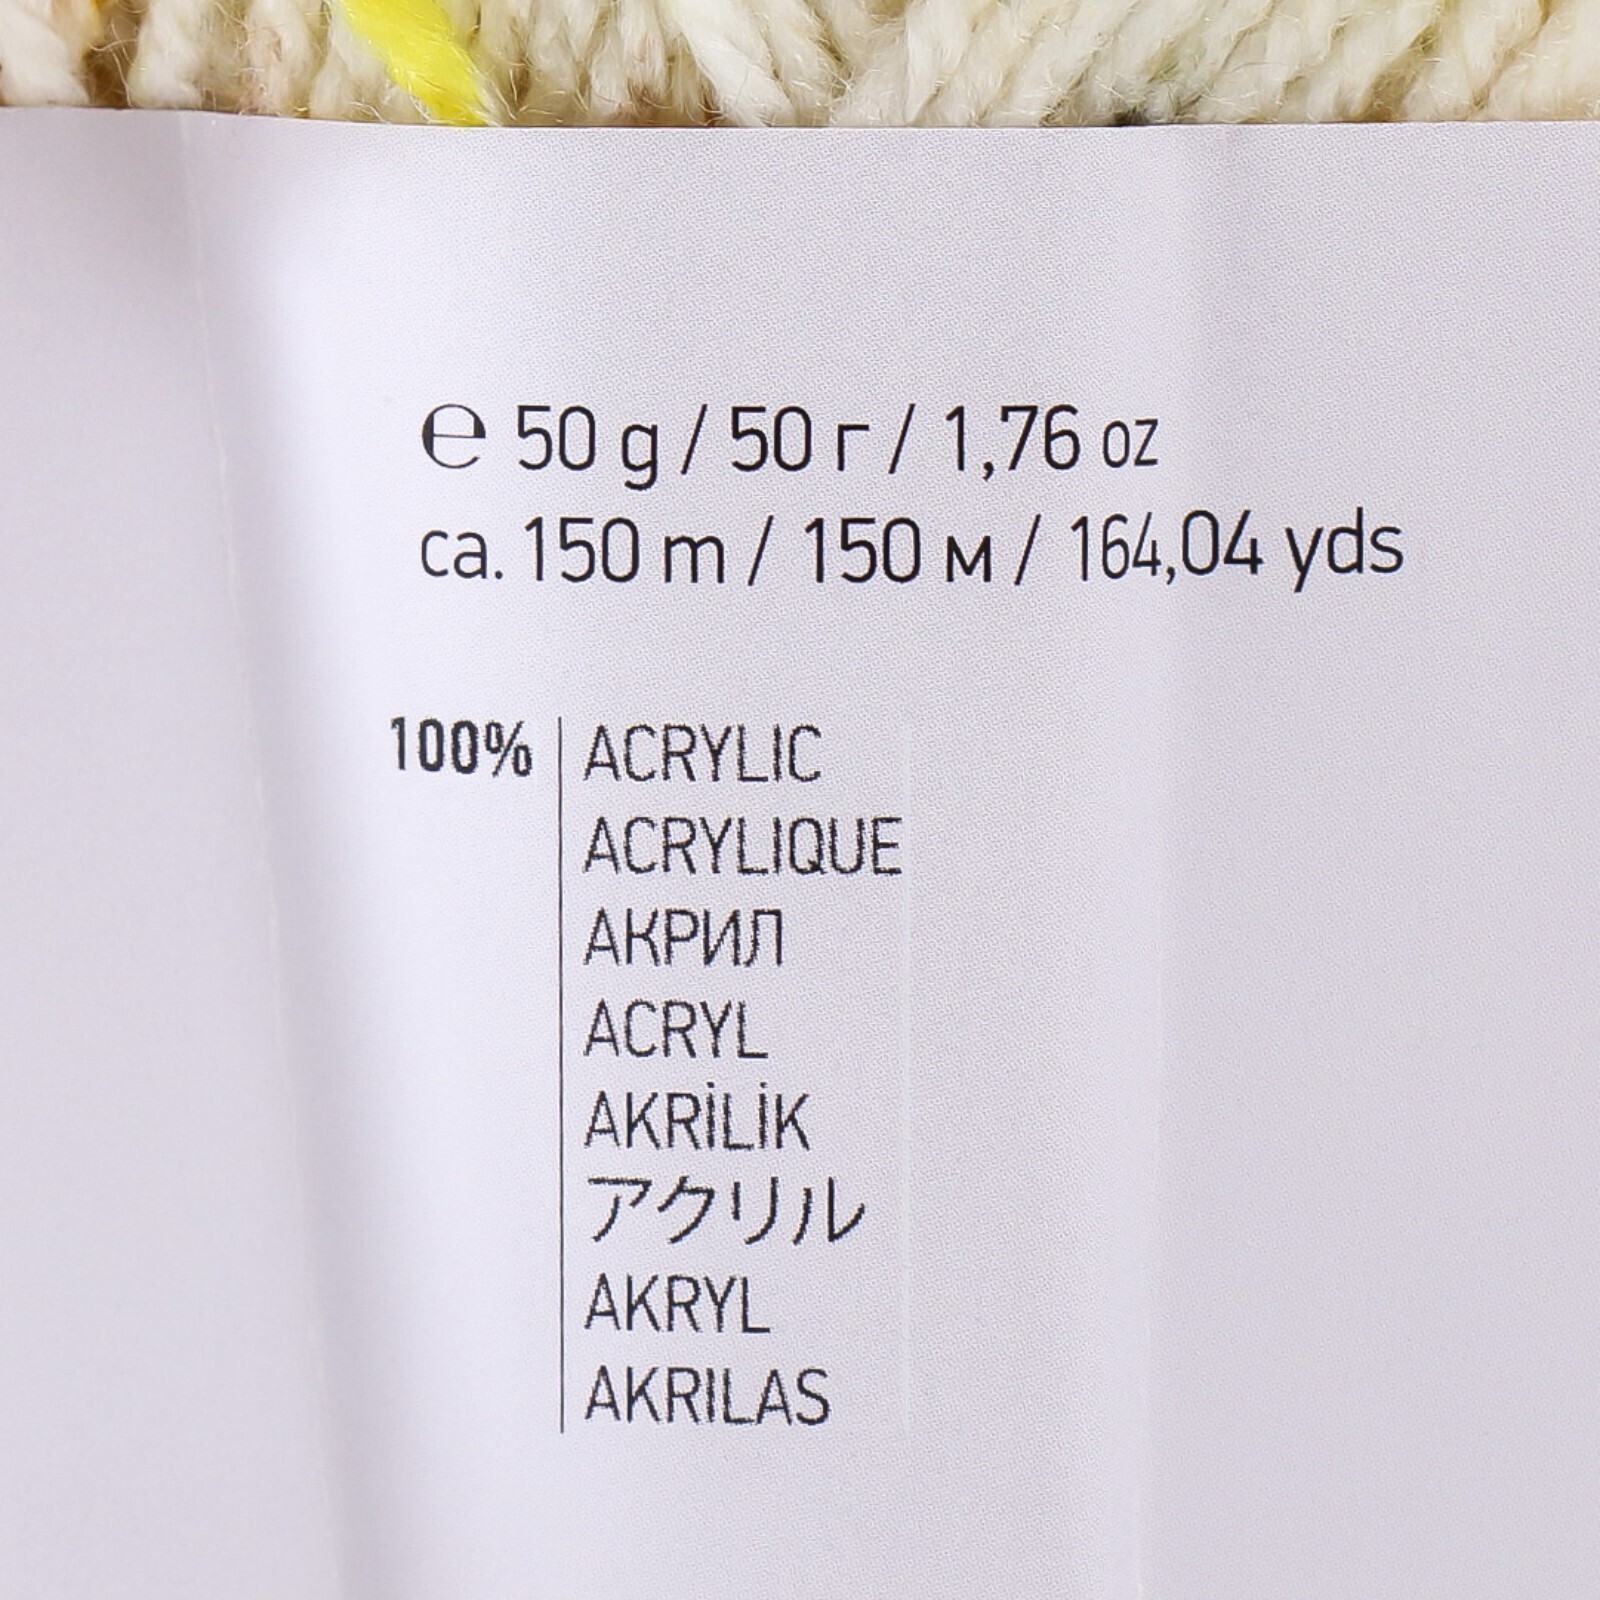 ℮ 50 g / 50 г / 1,76 oz
ca. 150 m / 150 м / 164,04 yds
100% ACRYLIC
ACRYLIQUE
АКРИЛ
ACRYL
AKRİLİK
アクリル
AKRYL
AKRILAS